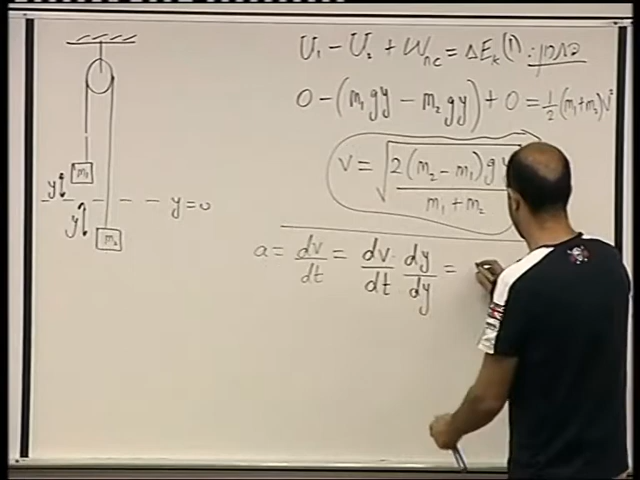 U₁ - U₂ + W_nc = ΔE_k (1)
0 - (m₁gy - m₂gy) + 0 = ½(m₁+m₂)v²
v = √(2(m₂-m₁)gy / (m₁+m₂))
m₁
y
y
y=0
m₂
a = dv/dt = dv/dt dy/dy =